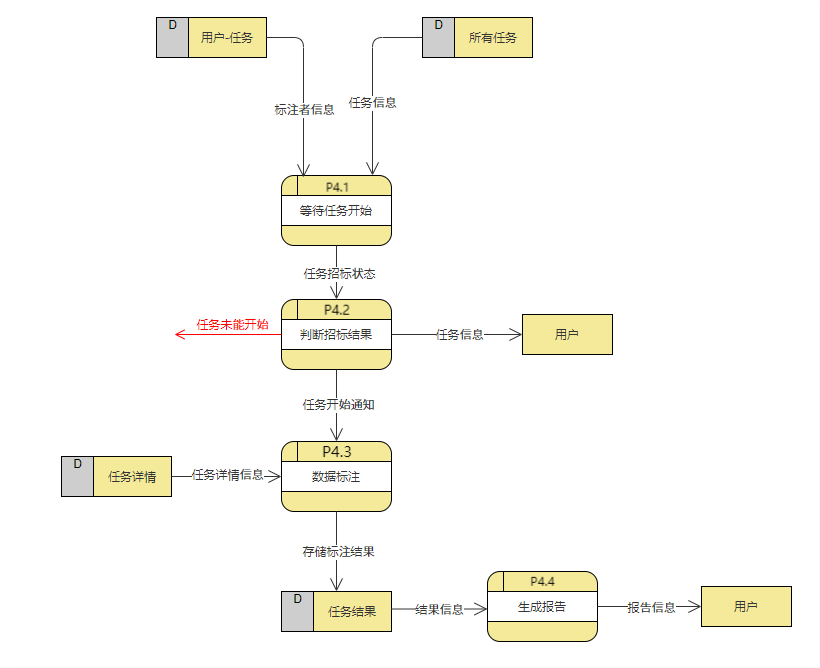 D
用户-任务
D
所有任务
标注者信息
任务信息
P4.1
等待任务开始
任务招标状态
P4.2
任务未能开始
判断招标结果
任务信息
用户
任务开始通知
P4.3
D
任务详情
任务详情信息
数据标注
存储标注结果
D
任务结果
结果信息
P4.4
生成报告
报告信息
用户